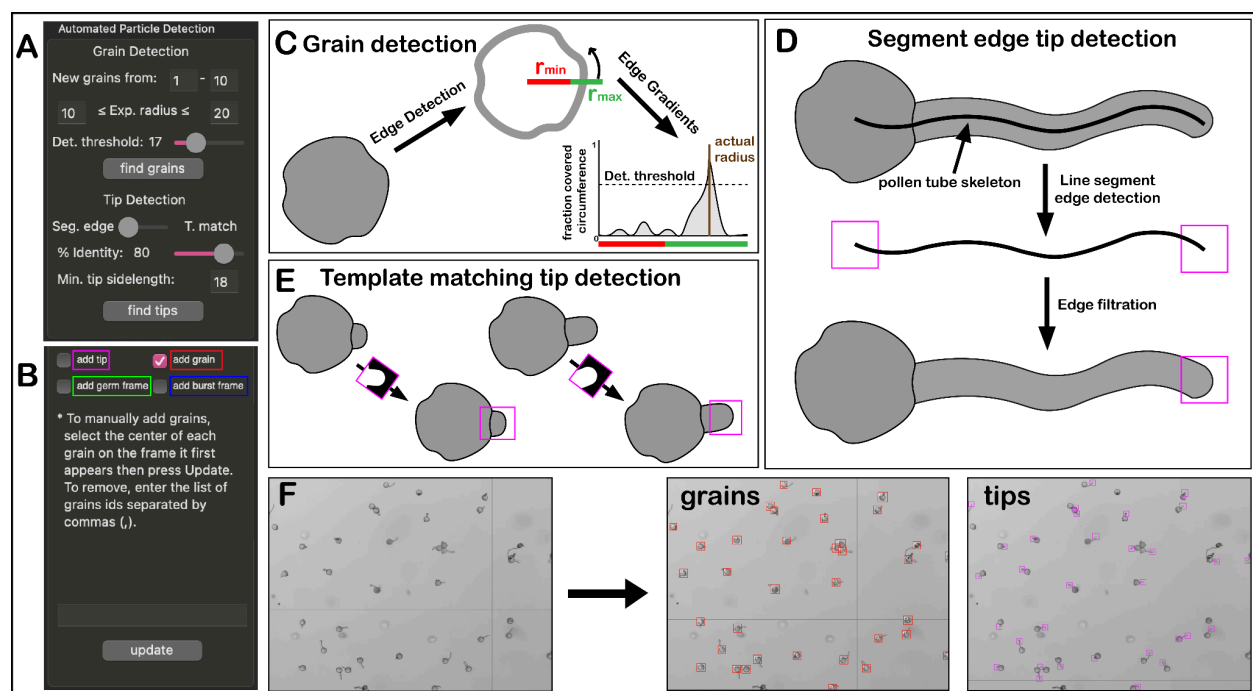 A
Automated Particle Detection
Grain Detection
New grains from: 1 - 10
10 ≤ Exp. radius ≤ 20
Det. threshold: 17
find grains
Tip Detection
Seg. edge T. match
% Identity: 80
Min. tip sidelength: 18
find tips
B
add tip add grain
add germ frame add burst frame
* To manually add grains,
select the center of each
grain on the frame it first
appears then press Update.
To remove, enter the list of
grains ids separated by
commas (,).
update
C Grain detection
Edge Detection
rmin
rmax
Edge Gradients
actual
radius
Det. threshold
fraction covered
circumference
1
0
D Segment edge tip detection
pollen tube skeleton
Line segment
edge detection
Edge filtration
E Template matching tip detection
F
grains
tips